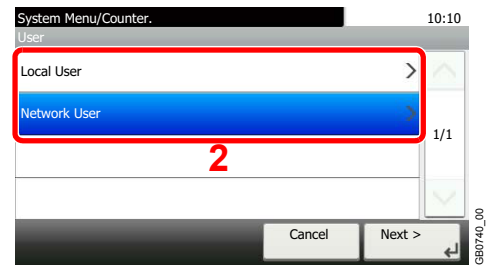 System Menu/Counter. 10:10
User
Local User
Network User
1/1
2
Cancel Next >
GB0740_00